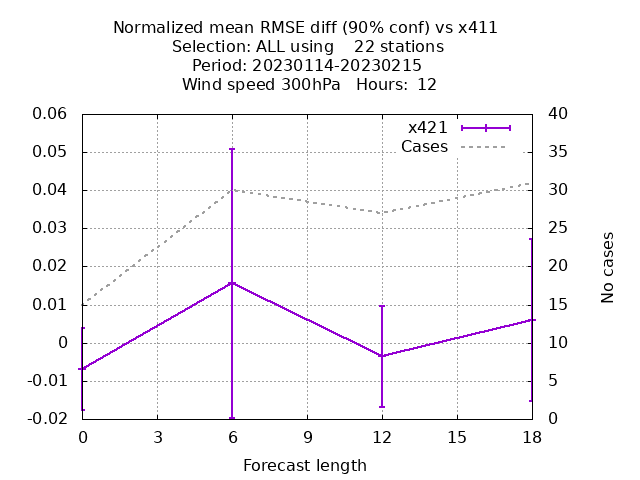 Normalized mean RMSE diff (90% conf) vs x411
Selection: ALL using    22 stations
Period: 20230114-20230215
Wind speed 300hPa   Hours:  12
x421
Cases
0.06
0.05
0.04
0.03
0.02
0.01
0
-0.01
-0.02
40
35
30
25
20
15
10
5
0
No cases
0 3 6 9 12 15 18
Forecast length